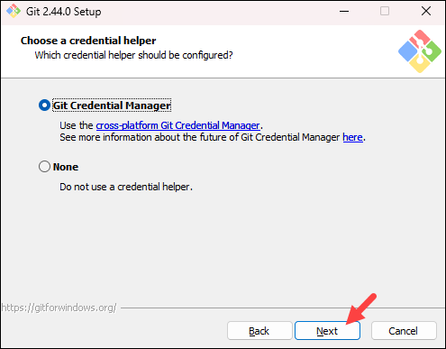 Git 2.44.0 Setup
Choose a credential helper
Which credential helper should be configured?
Git Credential Manager
Use the cross-platform Git Credential Manager.
See more information about the future of Git Credential Manager here.
None
Do not use a credential helper.
https://gitforwindows.org/
Back Next Cancel